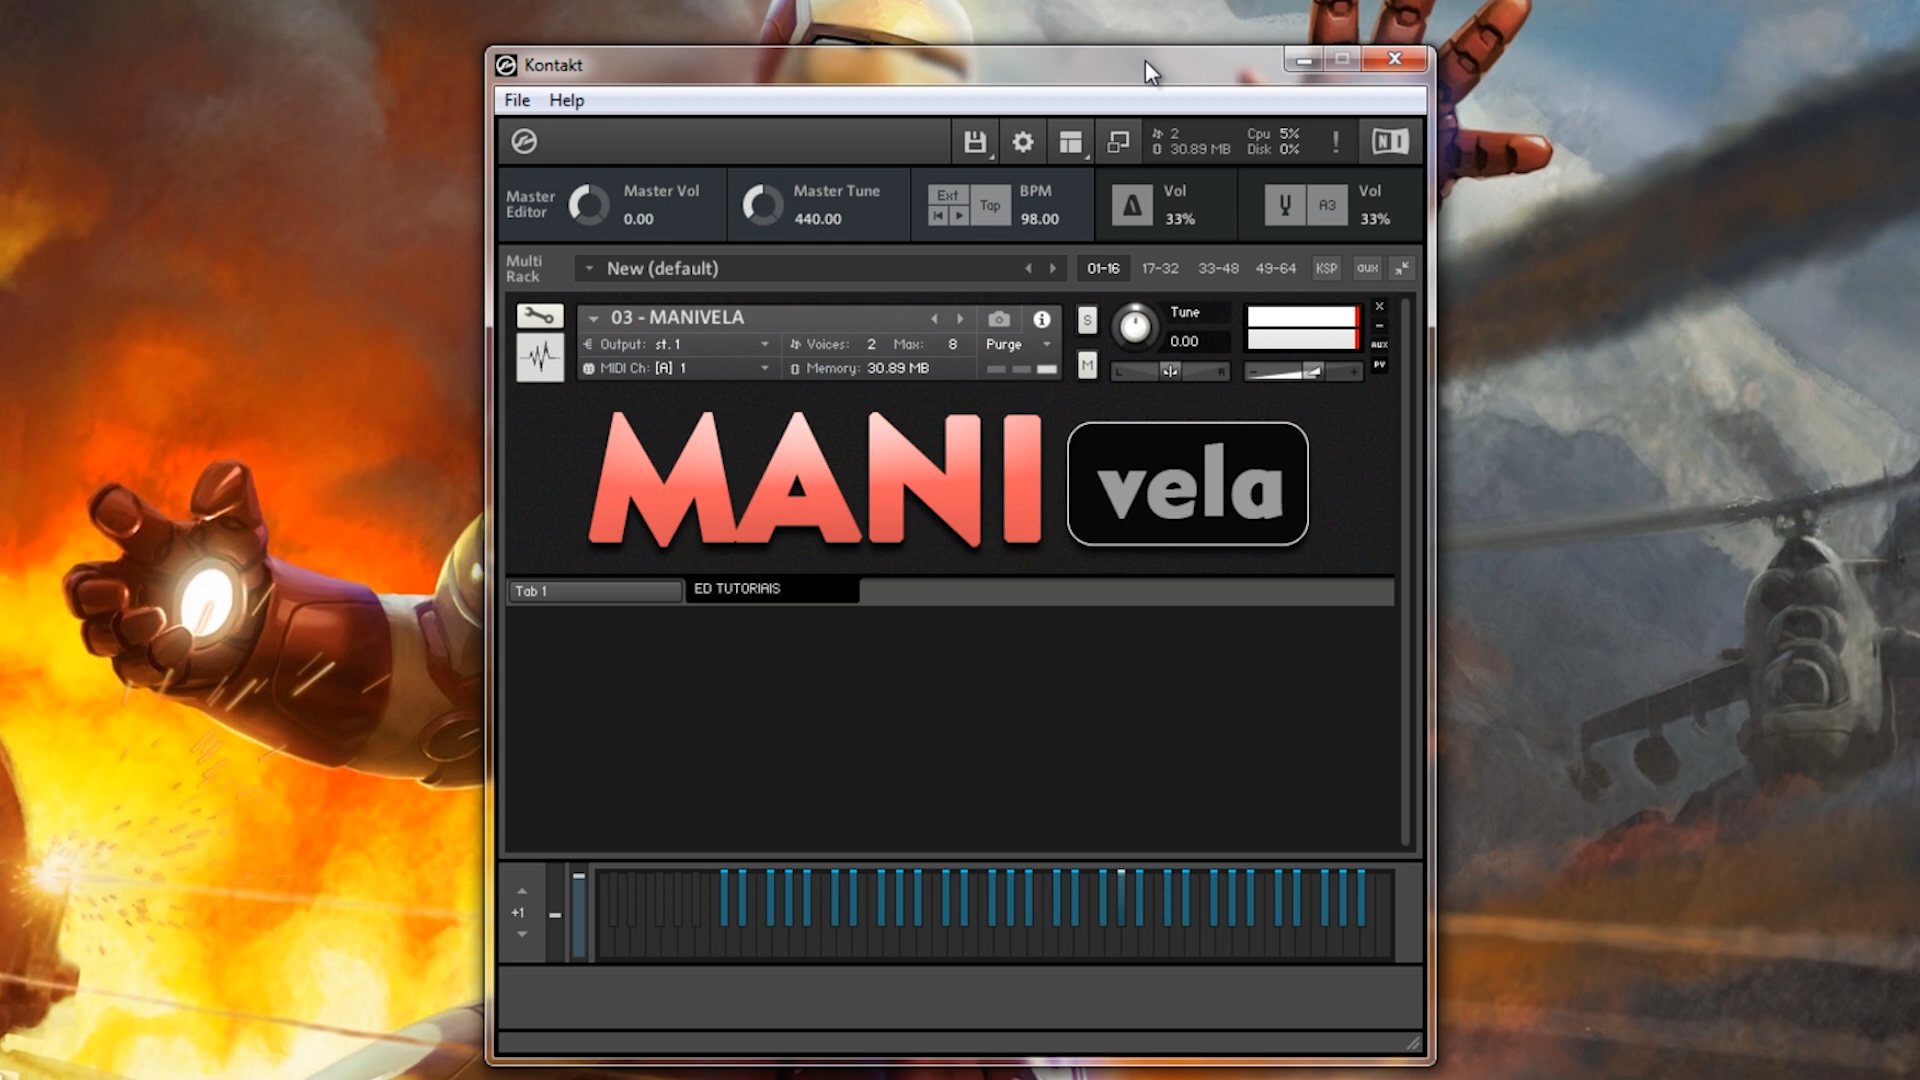 Kontakt
File Help
2 Cpu 5% !
30.89 MB Disk 0%
NI
Master Editor
Master Vol
0.00
Master Tune
440.00
Ext
Tap
BPM
98.00
Vol
33%
A3
Vol
33%
Multi Rack
New (default)
01-16 17-32 33-48 49-64 KSP aux
03 - MANIVELA
Output: st. 1
Voices: 2 Max: 8
Purge
MIDI Ch: [A] 1
Memory: 30.89 MB
S
M
Tune
0.00
L R
- +
×
-
AUX
PV
MANI vela
Tab 1
ED TUTORIAIS
+1